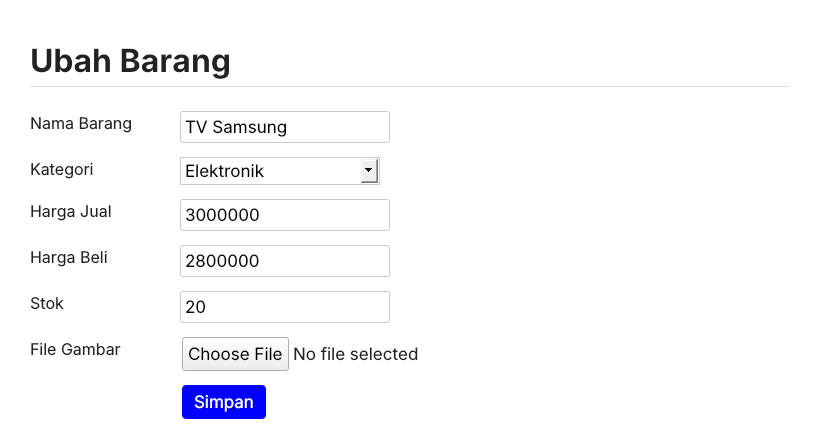 Ubah Barang
Nama Barang TV Samsung
Kategori Elektronik
Harga Jual 3000000
Harga Beli 2800000
Stok 20
File Gambar Choose File No file selected
Simpan